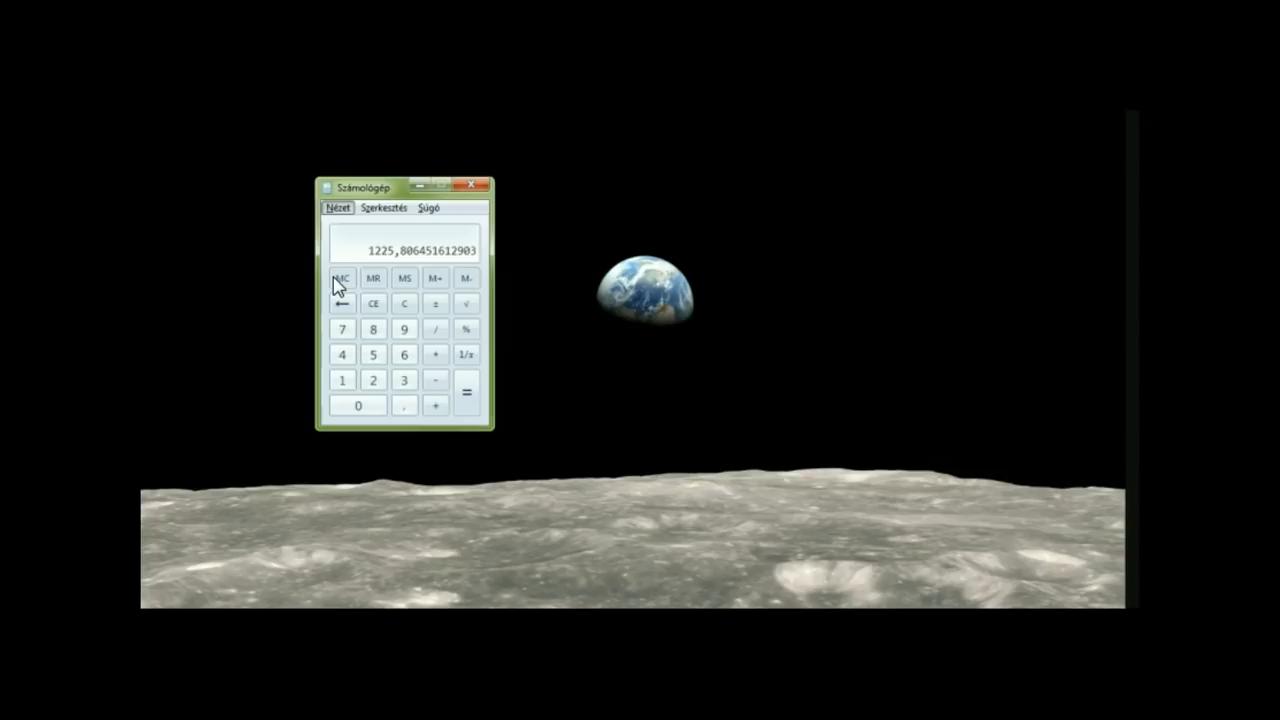 Számológép
Nézet Szerkesztés Súgó
1225,806451612903
MC MR MS M+ M-
← CE C ± √
7 8 9 / %
4 5 6 * 1/x
1 2 3 - =
0 , +